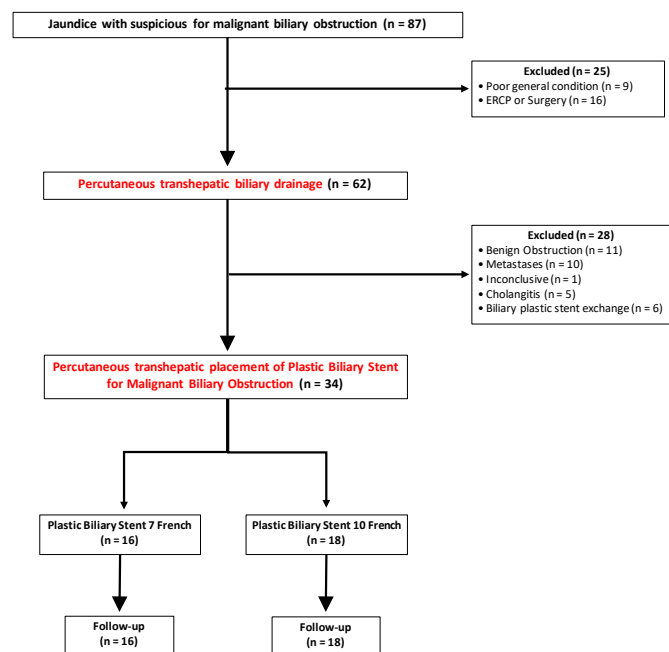 Jaundice with suspicious for malignant biliary obstruction (n = 87)
Excluded (n = 25)
• Poor general condition (n = 9)
• ERCP or Surgery (n = 16)
Percutaneous transhepatic biliary drainage (n = 62)
Excluded (n = 28)
• Benign Obstruction (n = 11)
• Metastases (n = 10)
• Inconclusive (n = 1)
• Cholangitis (n = 5)
• Biliary plastic stent exchange (n = 6)
Percutaneous transhepatic placement of Plastic Biliary Stent
for Malignant Biliary Obstruction (n = 34)
Plastic Biliary Stent 7 French
(n = 16)
Plastic Biliary Stent 10 French
(n = 18)
Follow-up
(n = 16)
Follow-up
(n = 18)